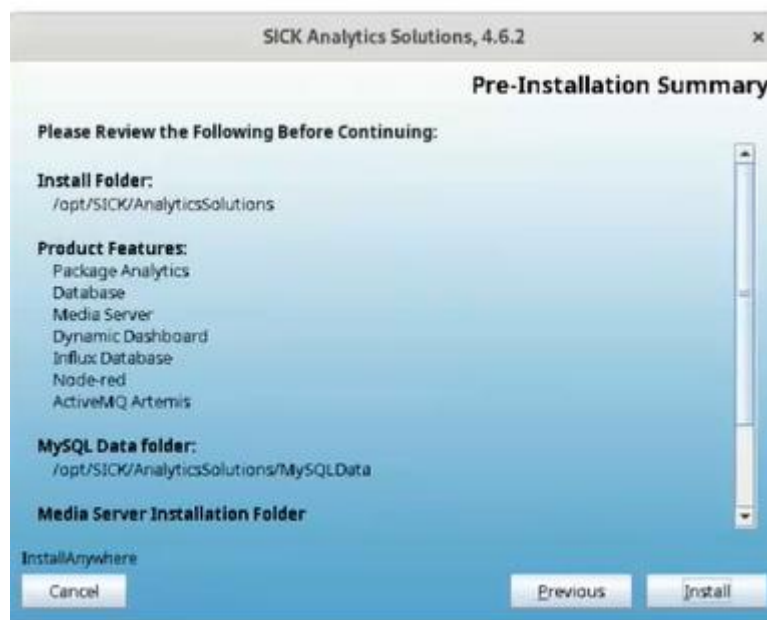 SICK Analytics Solutions, 4.6.2
×
Pre-Installation Summary
Please Review the Following Before Continuing:
Install Folder:
/opt/SICK/AnalyticsSolutions
Product Features:
Package Analytics
Database
Media Server
Dynamic Dashboard
Influx Database
Node-red
ActiveMQ Artemis
MySQL Data folder:
/opt/SICK/AnalyticsSolutions/MySQLData
Media Server Installation Folder
InstallAnywhere
Cancel
Previous
Install